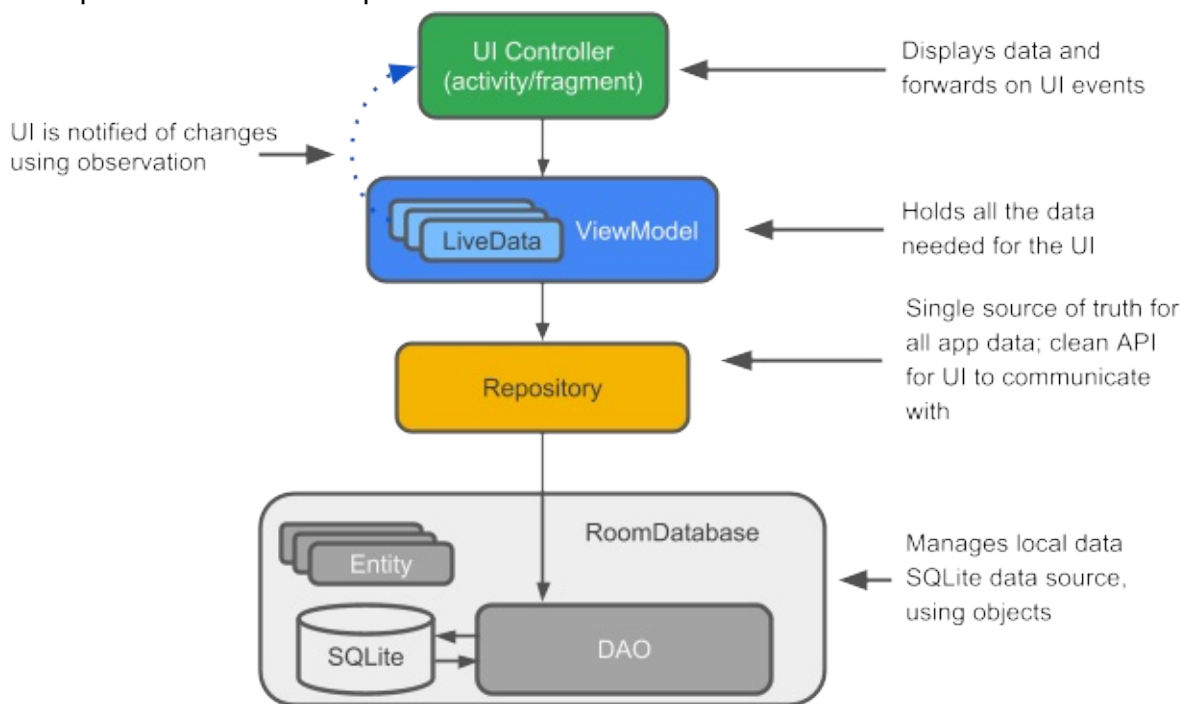 UI Controller
(activity/fragment)
Displays data and
forwards on UI events
UI is notified of changes
using observation
LiveData
ViewModel
Holds all the data
needed for the UI
Repository
Single source of truth for
all app data; clean API
for UI to communicate
with
RoomDatabase
Entity
SQLite
DAO
Manages local data
SQLite data source,
using objects